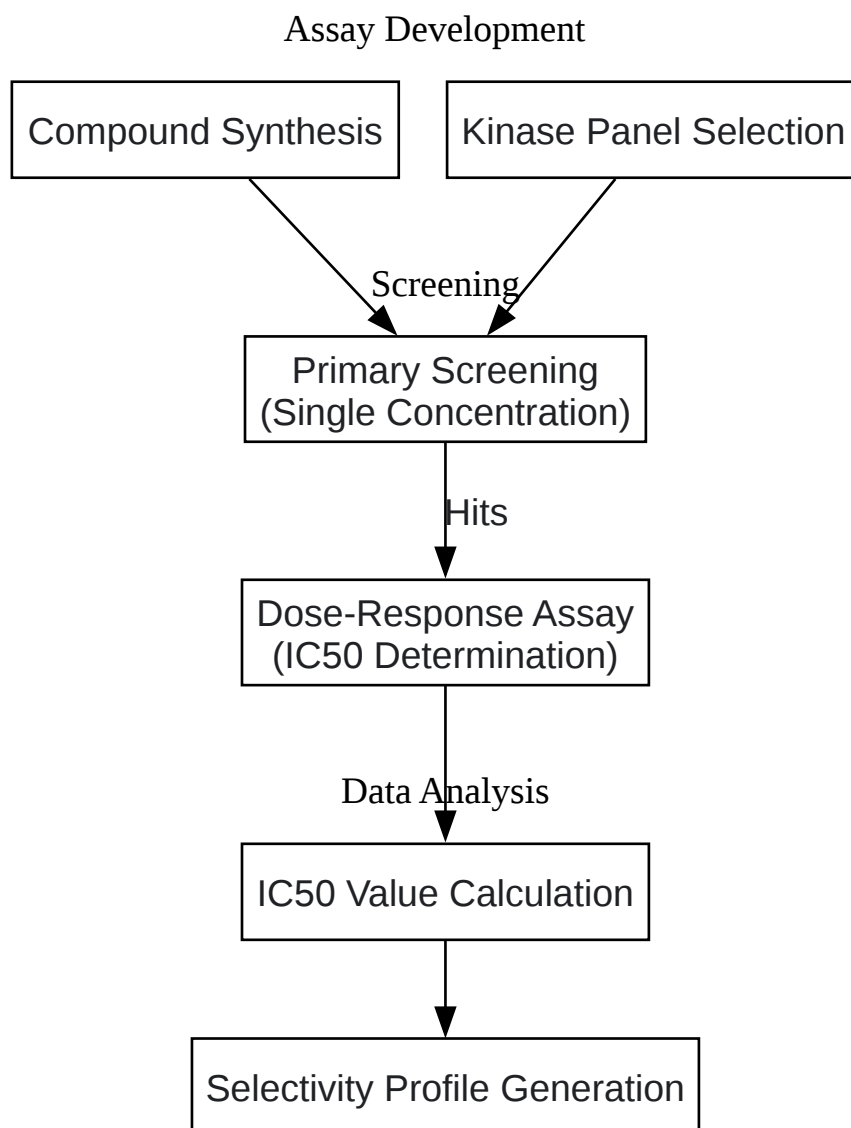 Assay Development
Compound Synthesis
Kinase Panel Selection
Screening
Primary Screening
(Single Concentration)
Hits
Dose-Response Assay
(IC50 Determination)
Data Analysis
IC50 Value Calculation
Selectivity Profile Generation